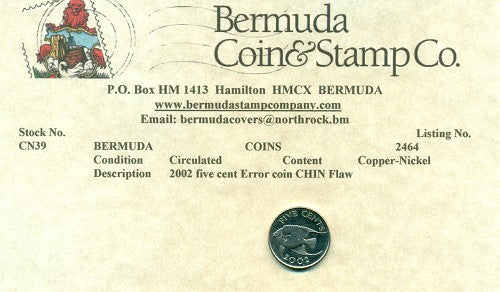 Bermuda
Coin&Stamp Co.
P.O. Box HM 1413 Hamilton HMCX BERMUDA
www.bermudastampcompany.com
Email: bermudacovers@northrock.bm
Stock No. Listing No.
CN39 BERMUDA COINS 2464
Condition Circulated Content Copper-Nickel
Description 2002 five cent Error coin CHIN Flaw
FIVE CENTS
2002